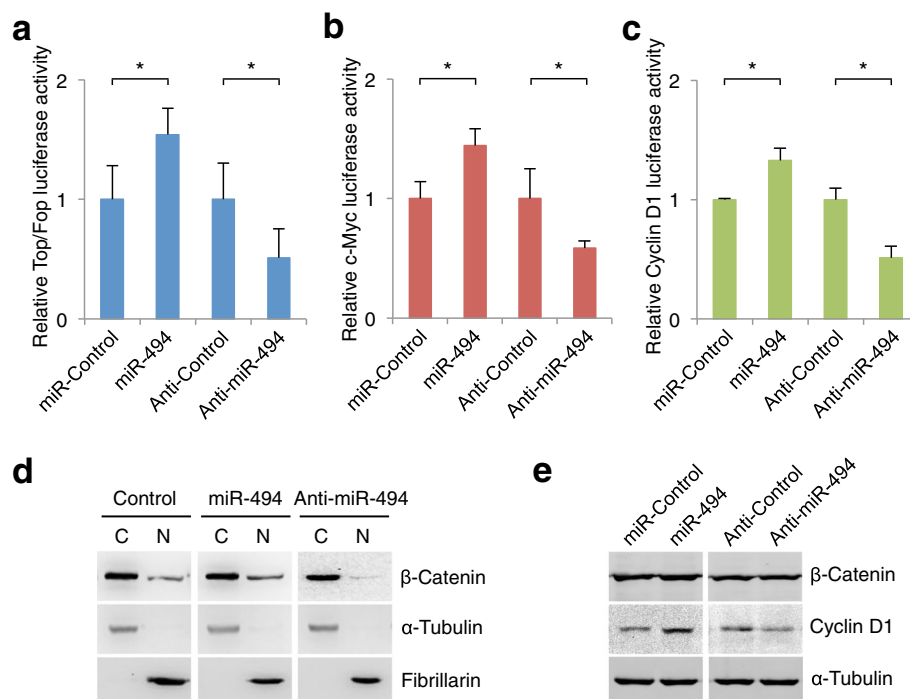 a
Relative Top/Fop luciferase activity
2
1
0
*
*
miR-Control
miR-494
Anti-Control
Anti-miR-494
b
Relative c-Myc luciferase activity
2
1
0
*
*
miR-Control
miR-494
Anti-Control
Anti-miR-494
c
Relative Cyclin D1 luciferase activity
2
1
0
*
*
miR-Control
miR-494
Anti-Control
Anti-miR-494
d
Control miR-494 Anti-miR-494
C N C N C N
β-Catenin
α-Tubulin
Fibrillarin
e
miR-Control
miR-494
Anti-Control
Anti-miR-494
β-Catenin
Cyclin D1
α-Tubulin